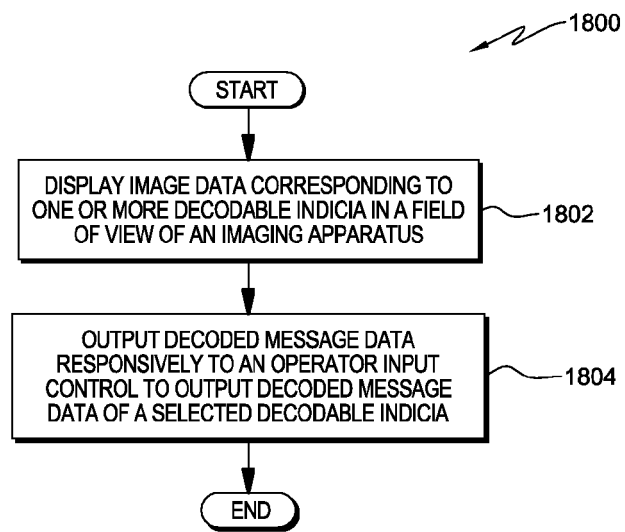 1800
START
DISPLAY IMAGE DATA CORRESPONDING TO
ONE OR MORE DECODABLE INDICIA IN A FIELD
OF VIEW OF AN IMAGING APPARATUS
1802
OUTPUT DECODED MESSAGE DATA
RESPONSIVELY TO AN OPERATOR INPUT
CONTROL TO OUTPUT DECODED MESSAGE
DATA OF A SELECTED DECODABLE INDICIA
1804
END